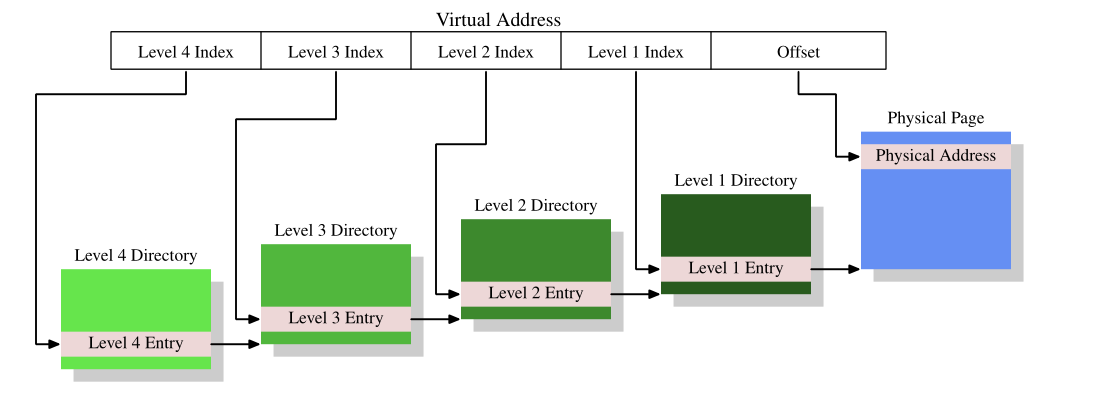 Virtual Address
Level 4 Index
Level 3 Index
Level 2 Index
Level 1 Index
Offset
Physical Page
Physical Address
Level 1 Directory
Level 1 Entry
Level 2 Directory
Level 2 Entry
Level 3 Directory
Level 3 Entry
Level 4 Directory
Level 4 Entry